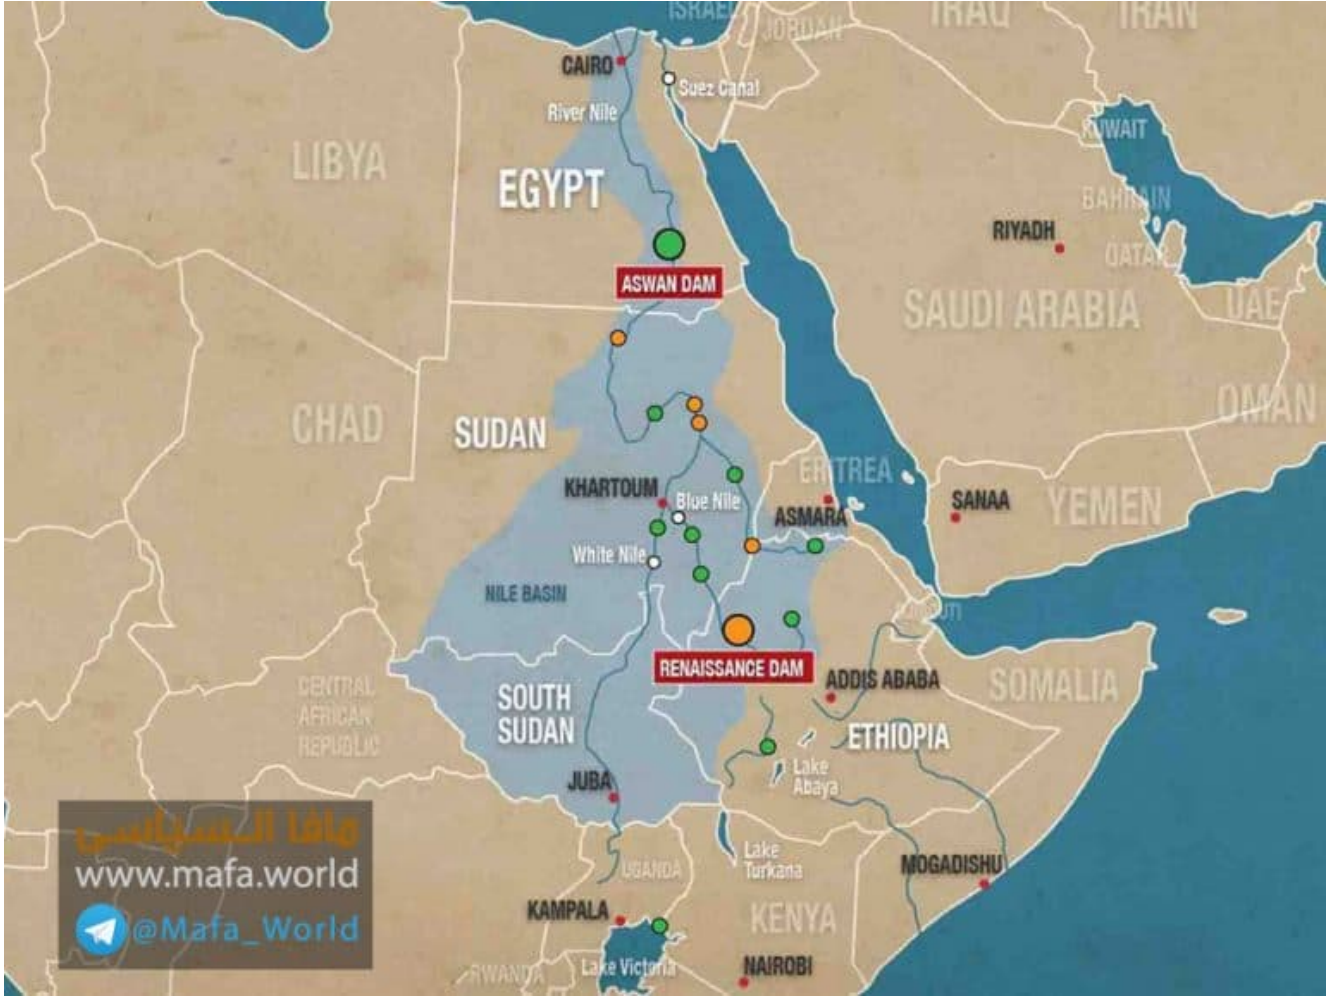 ISRAEL
JORDAN
IRAQ
IRAN
CAIRO
Suez Canal
River Nile
KUWAIT
LIBYA
EGYPT
BAHRAIN
RIYADH
QATAR
ASWAN DAM
SAUDI ARABIA
UAE
OMAN
CHAD
SUDAN
ERITREA
KHARTOUM
Blue Nile
ASMARA
SANAA
YEMEN
White Nile
NILE BASIN
RENAISSANCE DAM
CENTRAL
AFRICAN
REPUBLIC
SOUTH
SUDAN
ADDIS ABABA
SOMALIA
ETHIOPIA
Lake
Abaya
JUBA
مافا السياسي
www.mafa.world
@Mafa_World
Lake
Turkana
UGANDA
MOGADISHU
KAMPALA
KENYA
Lake Victoria
RWANDA
NAIROBI